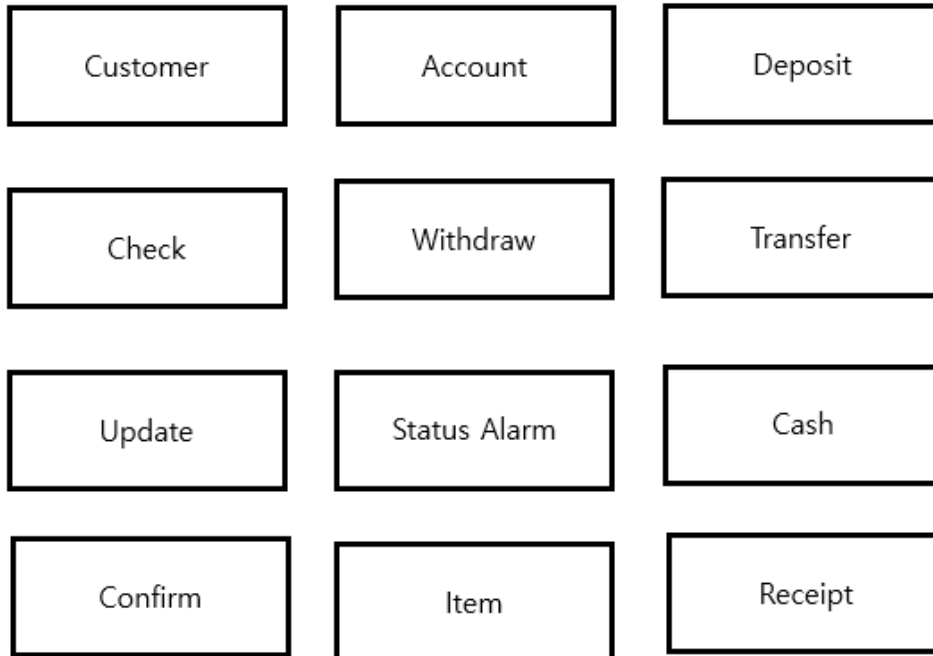 Customer
Account
Deposit
Check
Withdraw
Transfer
Update
Status Alarm
Cash
Confirm
Item
Receipt